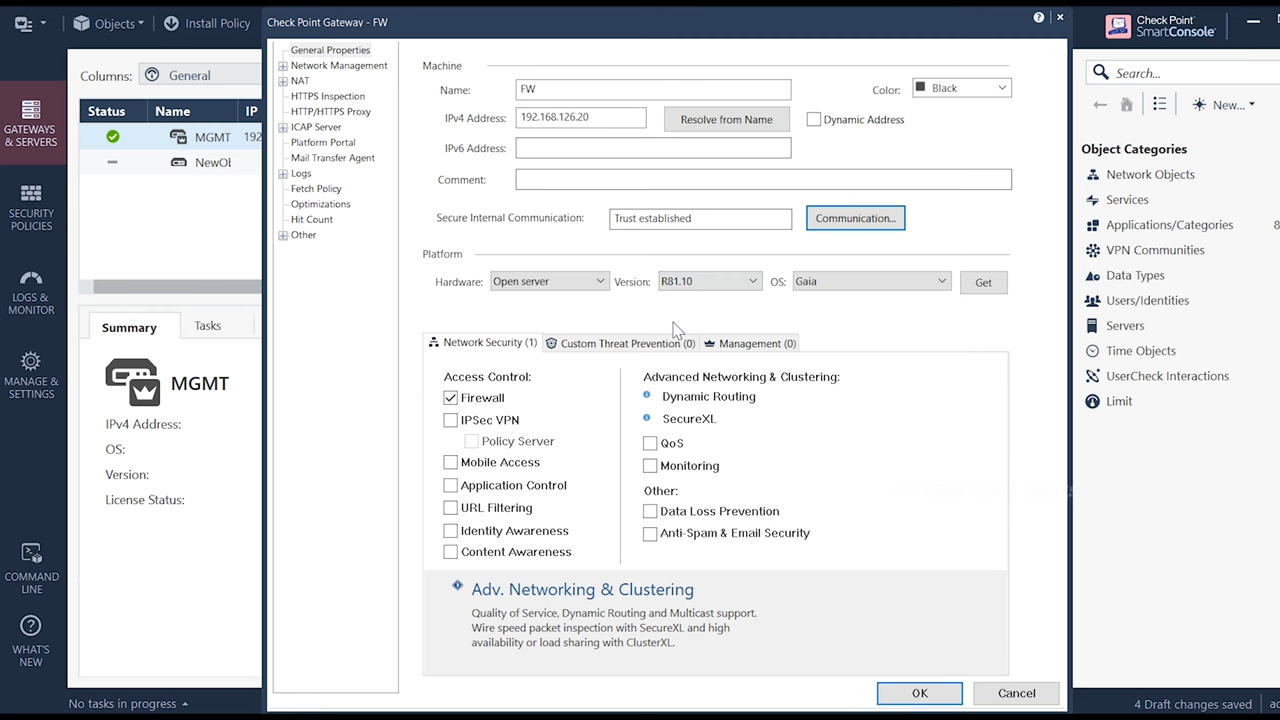 Objects
Install Policy
Check Point Gateway - FW
Check Point
SmartConsole
GATEWAYS
& SERVERS
SECURITY
POLICIES
LOGS &
MONITOR
MANAGE &
SETTINGS
COMMAND
LINE
WHAT'S
NEW
Columns:
General
Status
Name
IP
MGMT
192
NewOb
Summary
Tasks
MGMT
IPv4 Address:
OS:
Version:
License Status:
No tasks in progress
General Properties
Network Management
NAT
HTTPS Inspection
HTTP/HTTPS Proxy
ICAP Server
Platform Portal
Mail Transfer Agent
Logs
Fetch Policy
Optimizations
Hit Count
Other
Machine
Name:
FW
Color:
Black
IPv4 Address:
192.168.126.20
Resolve from Name
Dynamic Address
IPv6 Address:
Comment:
Secure Internal Communication:
Trust established
Communication...
Platform
Hardware:
Open server
Version:
R81.10
OS:
Gaia
Get
Network Security (1)
Custom Threat Prevention (0)
Management (0)
Access Control:
Firewall
IPSec VPN
Policy Server
Mobile Access
Application Control
URL Filtering
Identity Awareness
Content Awareness
Advanced Networking & Clustering:
Dynamic Routing
SecureXL
QoS
Monitoring
Other:
Data Loss Prevention
Anti-Spam & Email Security
Adv. Networking & Clustering
Quality of Service, Dynamic Routing and Multicast support.
Wire speed packet inspection with SecureXL and high
availability or load sharing with ClusterXL.
OK
Cancel
Search...
New...
Object Categories
Network Objects
Services
Applications/Categories
8
VPN Communities
Data Types
Users/Identities
Servers
Time Objects
UserCheck Interactions
Limit
4 Draft changes saved